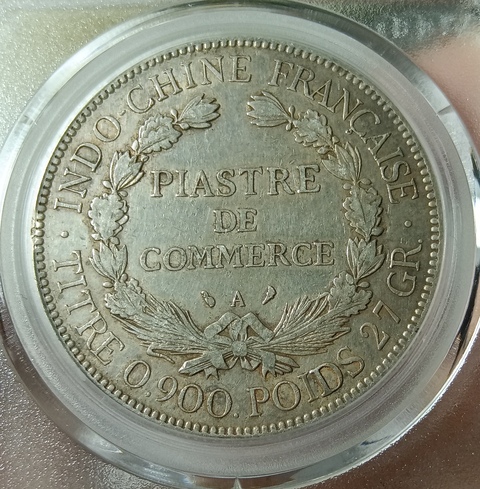 INDO-CHINE FRANÇAISE
PIASTRE
DE
COMMERCE
A
· TITRE 0.900. POIDS 27 GR ·